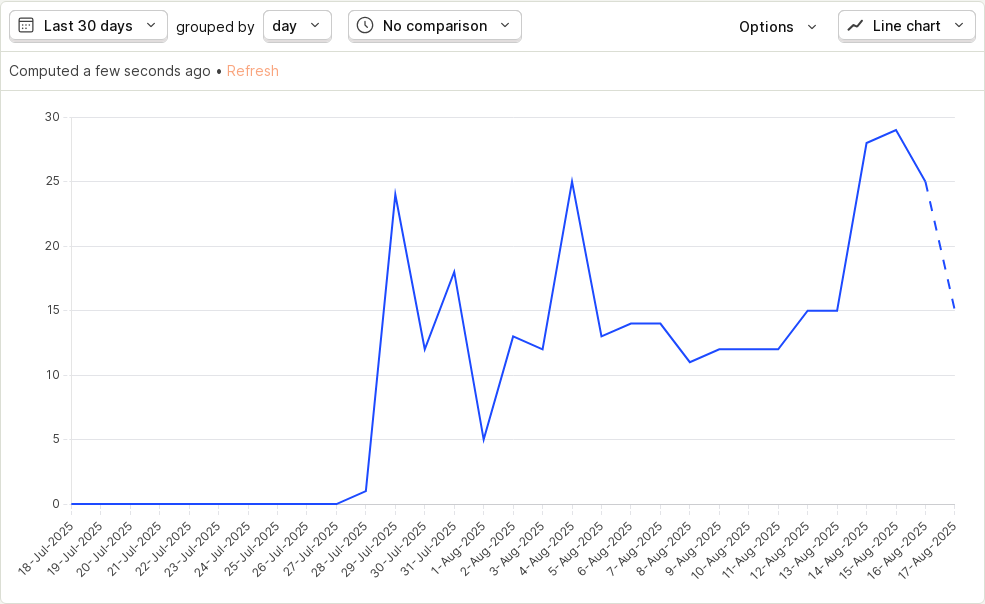 Last 30 days grouped by day No comparison Options Line chart
Computed a few seconds ago • Refresh
30
25
20
15
10
5
0
18-Jul-2025
19-Jul-2025
20-Jul-2025
21-Jul-2025
22-Jul-2025
23-Jul-2025
24-Jul-2025
25-Jul-2025
26-Jul-2025
27-Jul-2025
28-Jul-2025
29-Jul-2025
30-Jul-2025
31-Jul-2025
1-Aug-2025
2-Aug-2025
3-Aug-2025
4-Aug-2025
5-Aug-2025
6-Aug-2025
7-Aug-2025
8-Aug-2025
9-Aug-2025
10-Aug-2025
11-Aug-2025
12-Aug-2025
13-Aug-2025
14-Aug-2025
15-Aug-2025
16-Aug-2025
17-Aug-2025